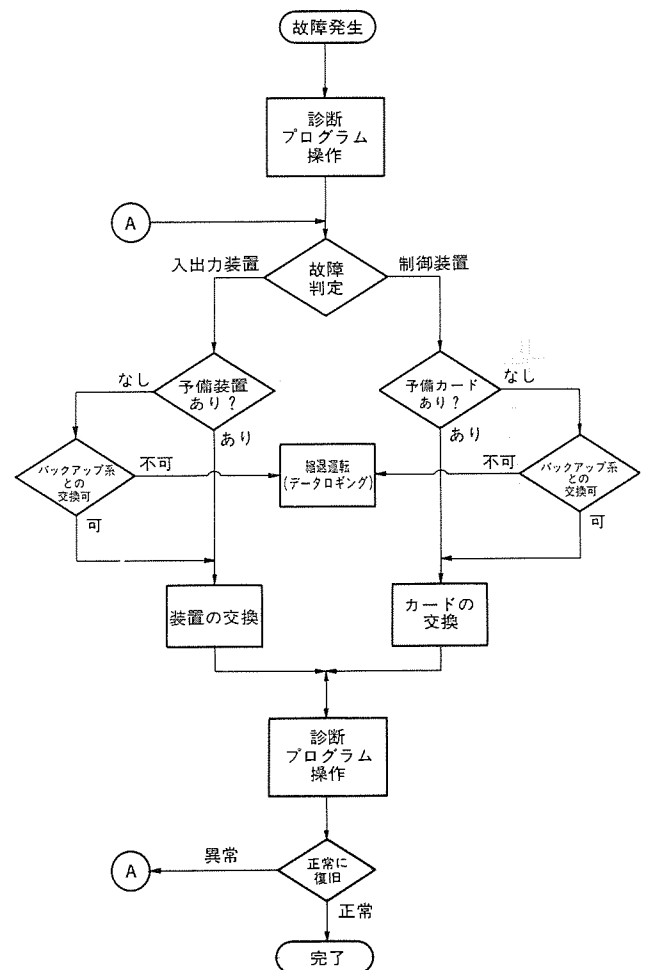 故障発生
診断
プログラム
操作
A
入出力装置
故障
判定
制御装置
なし
予備装置
あり？
あり
予備カード
あり？
なし
あり
バックアップ系
との
交換可
不可
可
縮退運転
(データロギング)
不可
バックアップ系
との
交換可
可
装置の交換
カードの
交換
診断
プログラム
操作
A
異常
正常に
復旧
正常
完了